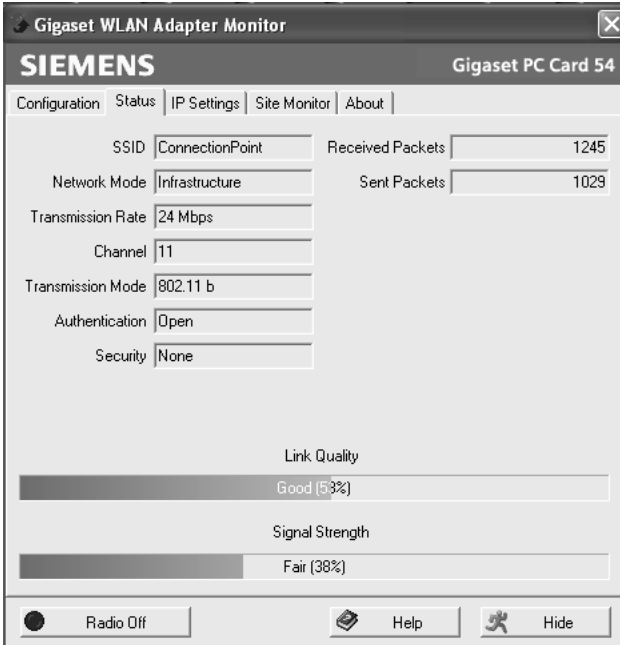 Gigaset WLAN Adapter Monitor
SIEMENS Gigaset PC Card 54
Configuration Status IP Settings Site Monitor About
SSID ConnectionPoint Received Packets 1245
Network Mode Infrastructure Sent Packets 1029
Transmission Rate 24 Mbps
Channel 11
Transmission Mode 802.11 b
Authentication Open
Security None
Link Quality
Good (53%)
Signal Strength
Fair (38%)
Radio Off Help Hide